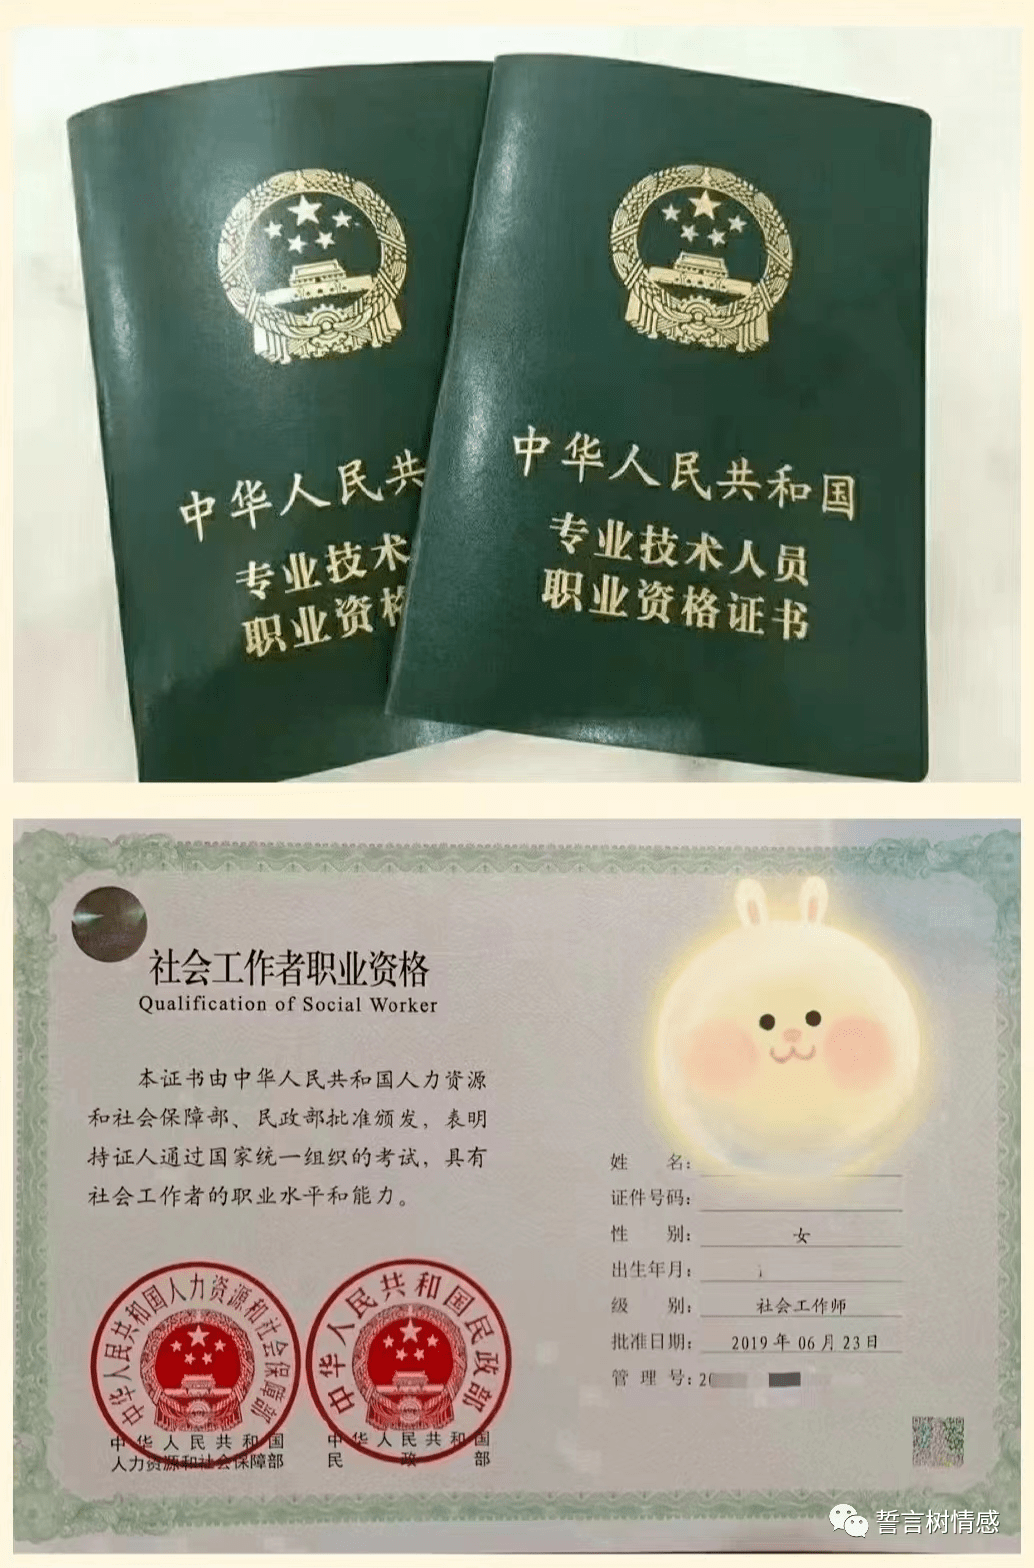 中华人民共
专业技术
职业资格
中华人民共和国
专业技术人员
职业资格证书
社会工作者职业资格
Qualification of Social Worker
本证书由中华人民共和国人力资源
和社会保障部、民政部批准颁发，表明
持证人通过国家统一组织的考试，具有
社会工作者的职业水平和能力。
姓 名：
证件号码：
性 别： 女
出生年月：
级 别： 社会工作师
批准日期： 2019年06月23日
管 理 号：2
中华人民共和国人力资源和社会保障部
中华人民共和国民政部
中华人民共和国
人力资源和社会保障部
中华人民共和国
民政部
誓言树情感